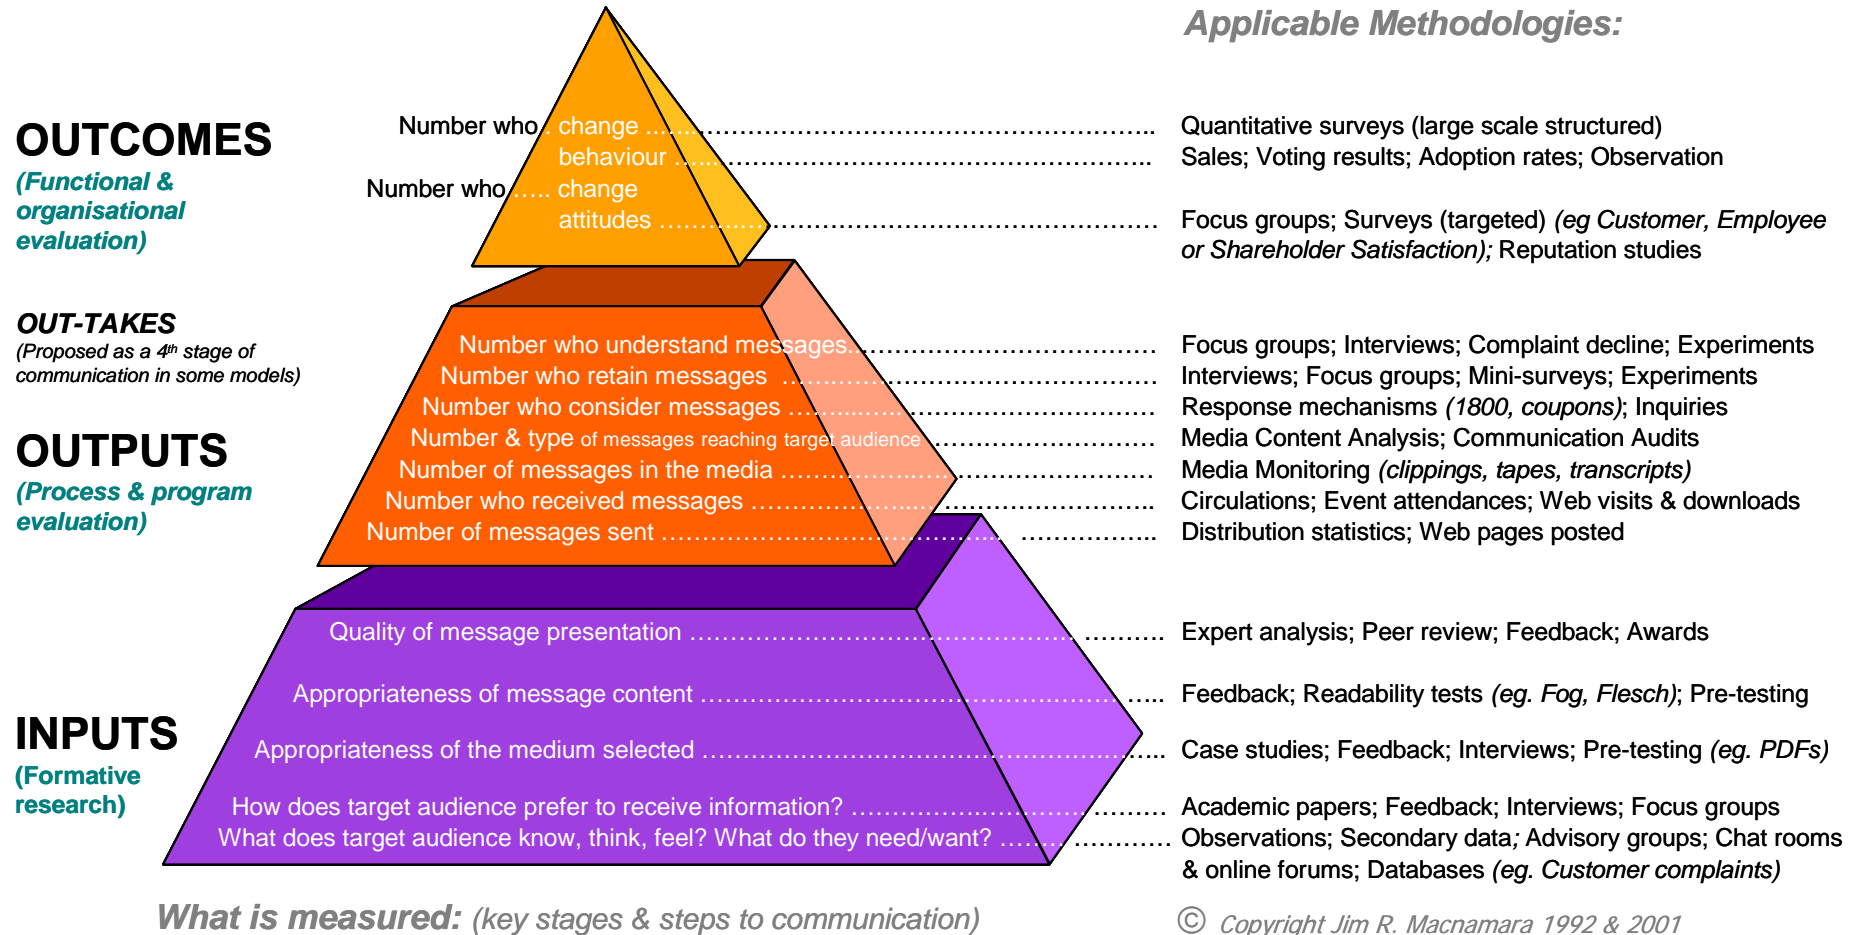 Applicable Methodologies:
OUTCOMES
(Functional &
organisational
evaluation)
Number who . change ……………………………………………………….. Quantitative surveys (large scale structured)
behaviour ……………………………………………………... Sales; Voting results; Adoption rates; Observation
Number who ….. change
attitudes ………………………………………………………… Focus groups; Surveys (targeted) (eg Customer, Employee
or Shareholder Satisfaction); Reputation studies
OUT-TAKES
(Proposed as a 4th stage of
communication in some models)
Number who understand messages..………………………………… Focus groups; Interviews; Complaint decline; Experiments
Number who retain messages ………………………………………… Interviews; Focus groups; Mini-surveys; Experiments
Number who consider messages ……...……………………………… Response mechanisms (1800, coupons); Inquiries
Number & type of messages reaching target audience ………………………… Media Content Analysis; Communication Audits
OUTPUTS
(Process & program
evaluation)
Number of messages in the media …………………………………… Media Monitoring (clippings, tapes, transcripts)
Number who received messages ………………………………………….. Circulations; Event attendances; Web visits & downloads
Number of messages sent ……………………………………………….. Distribution statistics; Web pages posted
INPUTS
(Formative
research)
Quality of message presentation ………………………………………………………. Expert analysis; Peer review; Feedback; Awards
Appropriateness of message content ………………………………………………….. Feedback; Readability tests (eg. Fog, Flesch); Pre-testing
Appropriateness of the medium selected ………………………………………………….. Case studies; Feedback; Interviews; Pre-testing (eg. PDFs)
How does target audience prefer to receive information? ………………………………………. Academic papers; Feedback; Interviews; Focus groups
What does target audience know, think, feel? What do they need/want? …………………… Observations; Secondary data; Advisory groups; Chat rooms
& online forums; Databases (eg. Customer complaints)
What is measured: (key stages & steps to communication)
© Copyright Jim R. Macnamara 1992 & 2001